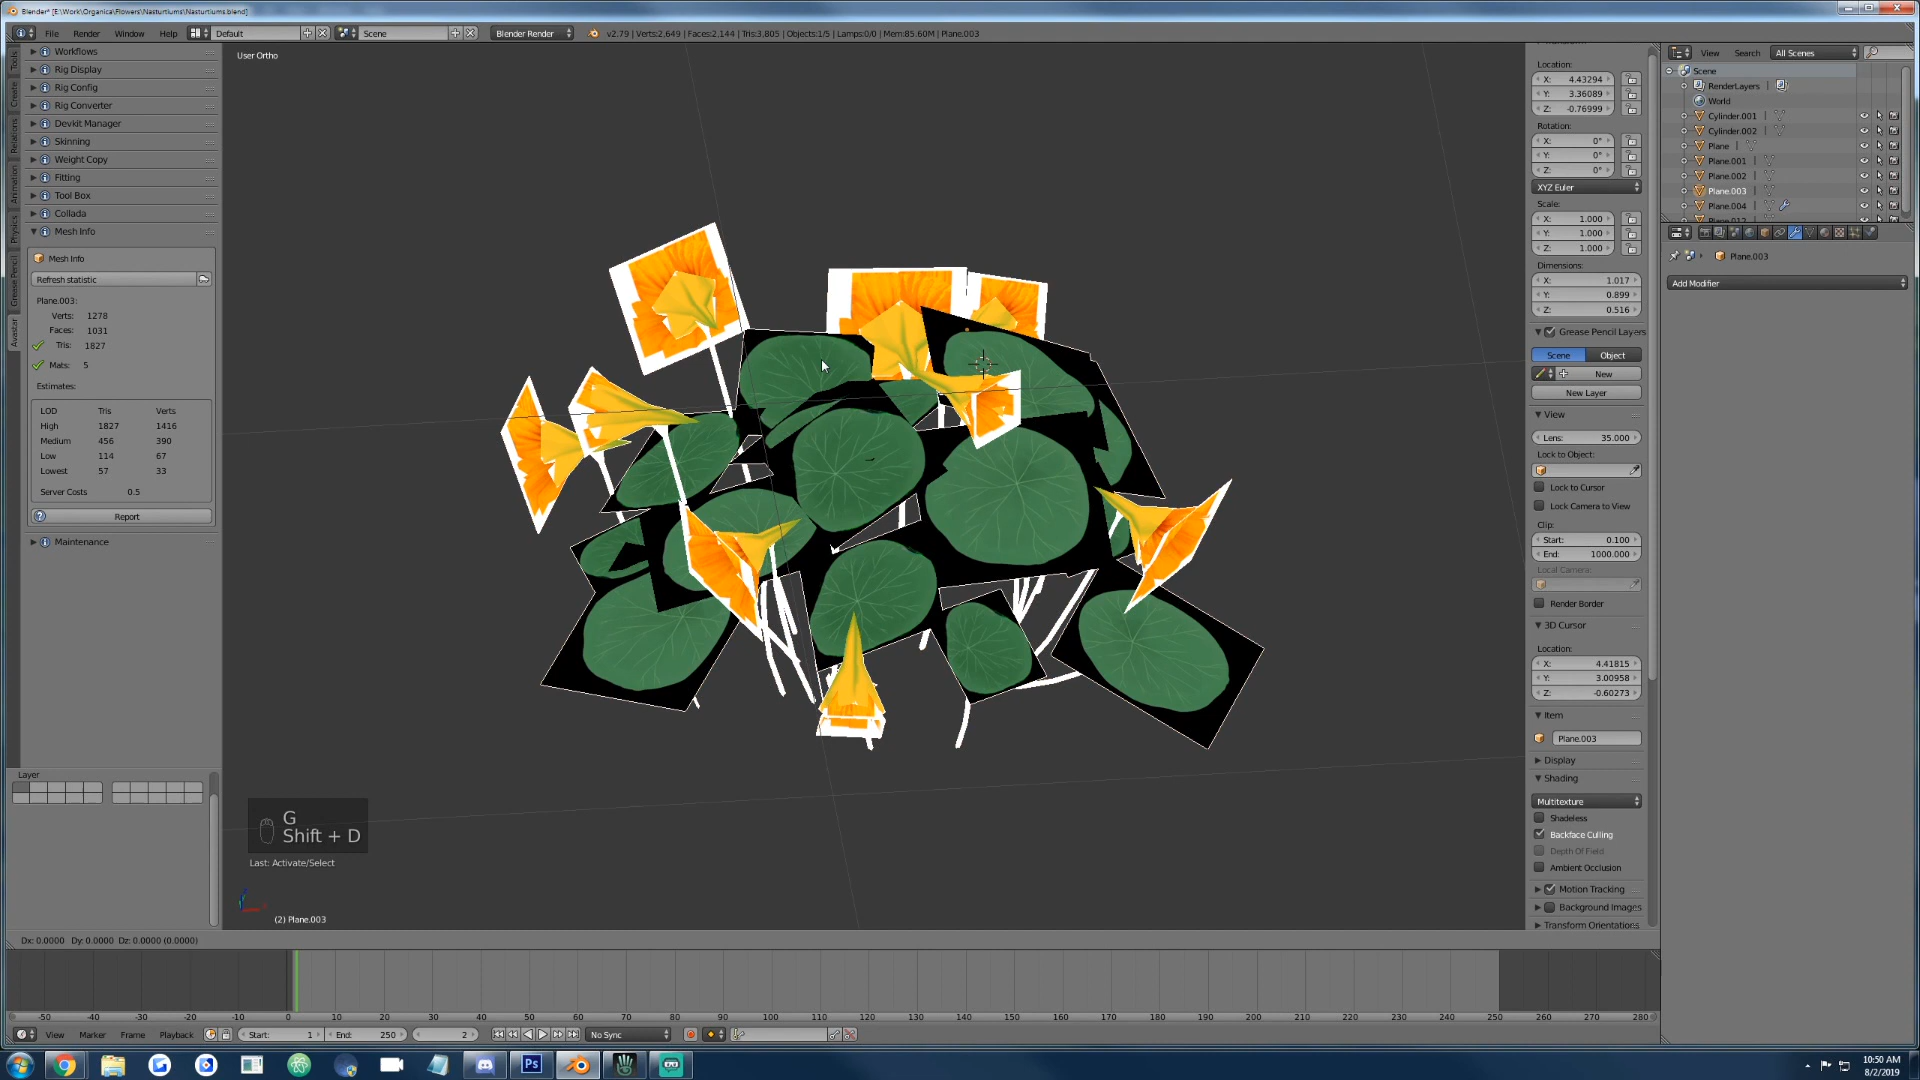 Blender* [E:\Work\Organica\Flowers\Nasturtiums\Nasturtiums.blend]
File Render Window Help Default Scene Blender Render v2.79 | Verts:2,649 | Faces:2,144 | Tris:3,805 | Objects:1/5 | Lamps:0/0 | Mem:85.60M | Plane.003
Tools
Create
Relations
Animation
Physics
Grease Pencil
Avastar
Workflows
Rig Display
Rig Config
Rig Converter
Devkit Manager
Skinning
Weight Copy
Fitting
Tool Box
Collada
Mesh Info
Mesh Info
Refresh statistic
Plane.003:
Verts: 1278
Faces: 1031
Tris: 1827
Mats: 5
Estimates:
LOD Tris Verts
High 1827 1416
Medium 456 390
Low 114 67
Lowest 57 33
Server Costs 0.5
Report
Maintenance
Layer
User Ortho
G
Shift + D
Last: Activate/Select
(2) Plane.003
Location:
X: 4.43294
Y: 3.36089
Z: -0.76999
Rotation:
X: 0°
Y: 0°
Z: 0°
XYZ Euler
Scale:
X: 1.000
Y: 1.000
Z: 1.000
Dimensions:
X: 1.017
Y: 0.899
Z: 0.516
Grease Pencil Layers
Scene Object
New
New Layer
View
Lens: 35.000
Lock to Object:
Lock to Cursor
Lock Camera to View
Clip:
Start: 0.100
End: 1000.000
Local Camera:
Render Border
3D Cursor
Location:
X: 4.41815
Y: 3.00958
Z: -0.60273
Item
Plane.003
Display
Shading
Multitexture
Shadeless
Backface Culling
Depth Of Field
Ambient Occlusion
Motion Tracking
Background Images
Transform Orientations
View Search All Scenes
Scene
RenderLayers
World
Cylinder.001
Cylinder.002
Plane
Plane.001
Plane.002
Plane.003
Plane.004
Plane.012
Plane.003
Add Modifier
Dx: 0.0000 Dy: 0.0000 Dz: 0.0000 (0.0000)
-50 -40 -30 -20 -10 0 10 20 30 40 50 60 70 80 90 100 110 120 130 140 150 160 170 180 190 200 210 220 230 240 250 260 270 280
View Marker Frame Playback Start: 1 End: 250 2 No Sync
Ps
10:50 AM
8/2/2019